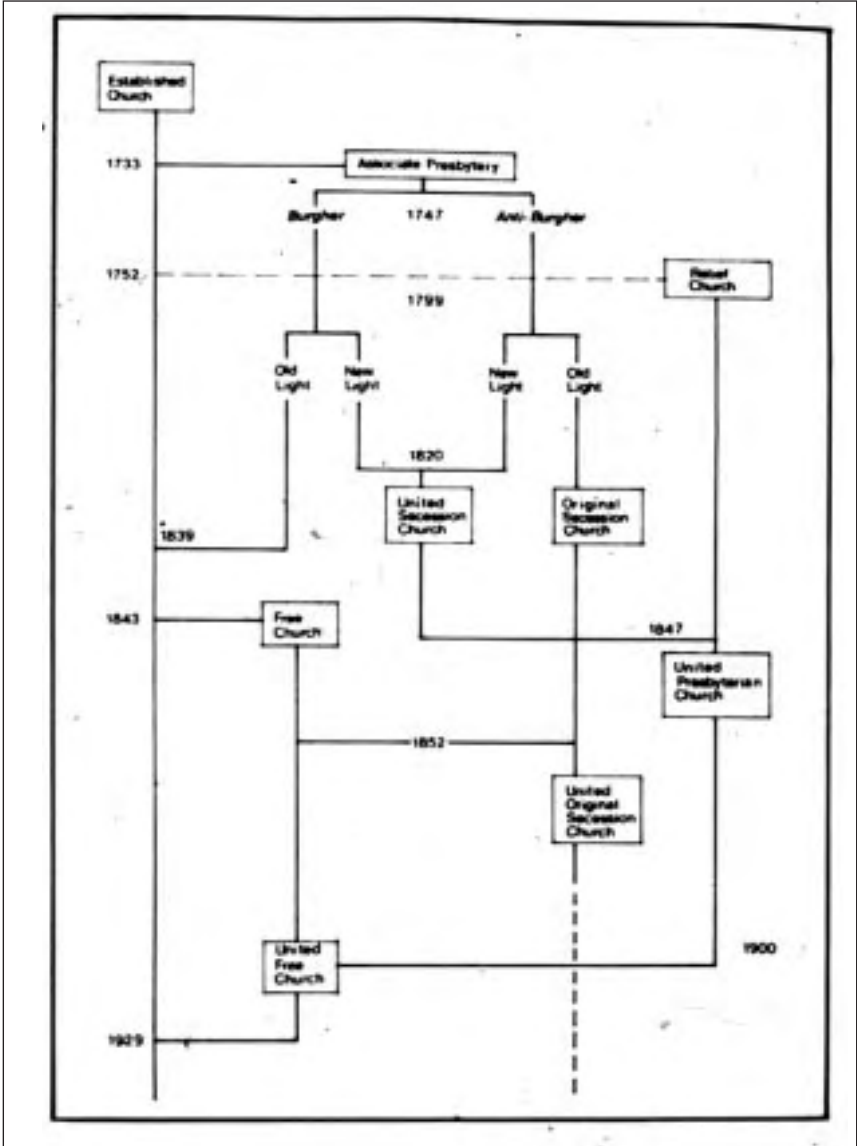 Established
Church
1733
Associate Presbytery
Burgher
1747
Anti-Burgher
1752
Relief
Church
1799
Old
Light
New
Light
New
Light
Old
Light
1820
United
Secession
Church
Original
Secession
Church
1839
1843
Free
Church
1847
United
Presbyterian
Church
1852
United
Original
Secession
Church
United
Free
Church
1900
1929